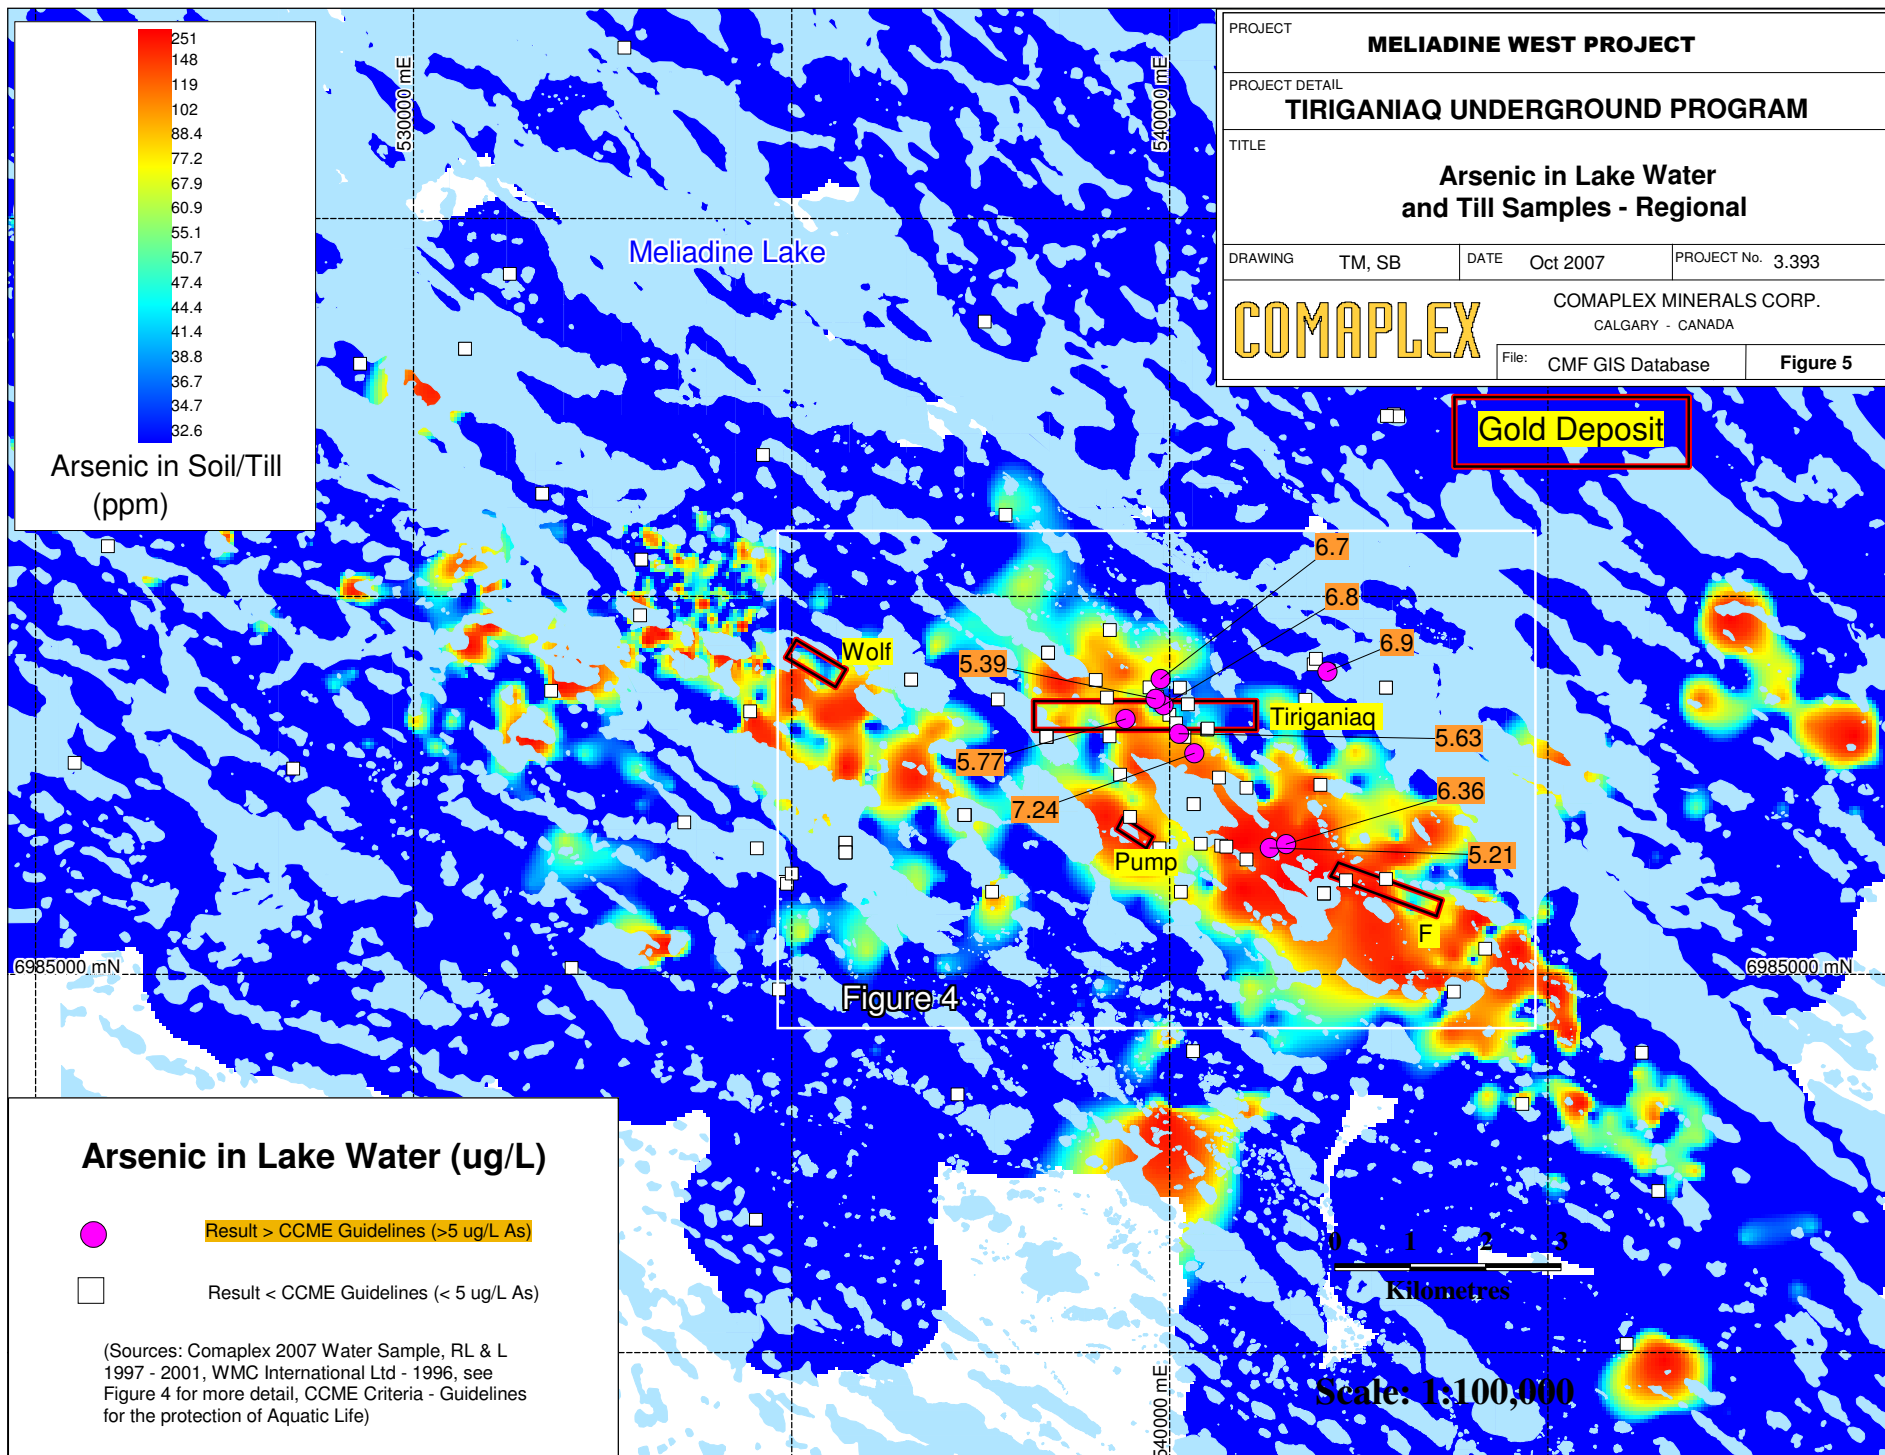 251
148
119
102
88.4
77.2
67.9
60.9
55.1
50.7
47.4
44.4
41.4
38.8
36.7
34.7
32.6
Arsenic in Soil/Till
(ppm)
530000 mE
540000 mE
PROJECT
MELIADINE WEST PROJECT
PROJECT DETAIL
TIRIGANIAQ UNDERGROUND PROGRAM
TITLE
Arsenic in Lake Water
and Till Samples - Regional
DRAWING TM, SB DATE Oct 2007 PROJECT No. 3.393
COMAPLEX
COMAPLEX MINERALS CORP.
CALGARY - CANADA
File: CMF GIS Database Figure 5
Meliadine Lake
Gold Deposit
6.7
6.8
6.9
Wolf
5.39
Tiriganiaq
5.63
5.77
6.36
7.24
5.21
Pump
F
6985000 mN
6985000 mN
Figure 4
Arsenic in Lake Water (ug/L)
Result > CCME Guidelines (>5 ug/L As)
Result < CCME Guidelines (< 5 ug/L As)
(Sources: Comaplex 2007 Water Sample, RL & L
1997 - 2001, WMC International Ltd - 1996, see
Figure 4 for more detail, CCME Criteria - Guidelines
for the protection of Aquatic Life)
0 1 2 3
Kilometres
Scale: 1:100,000
540000 mE